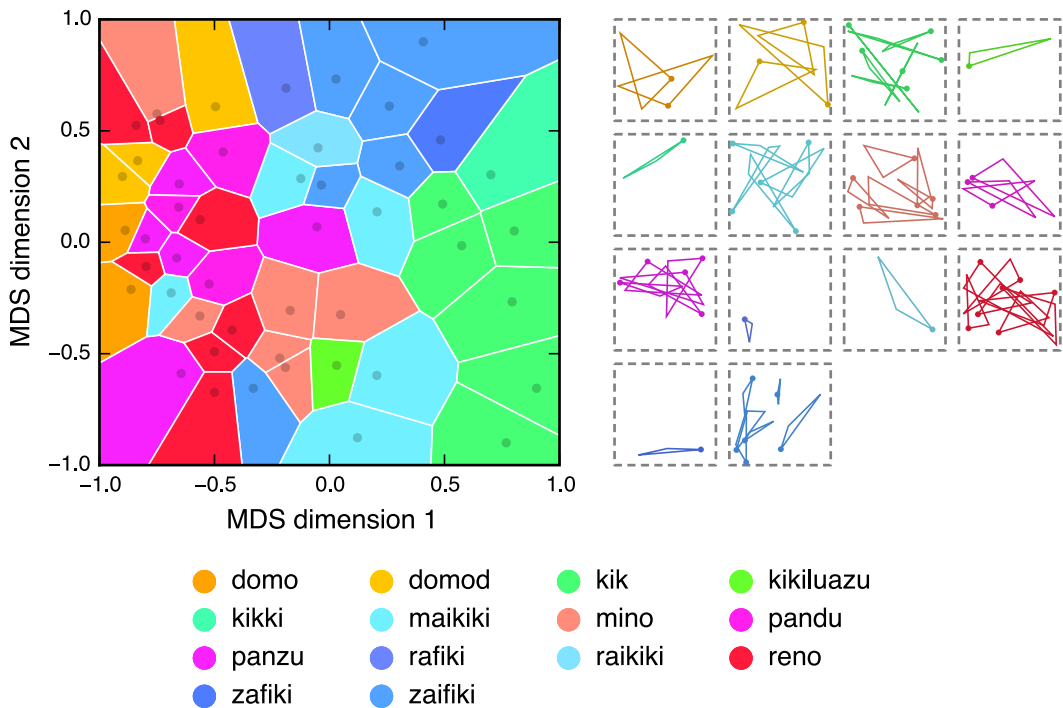 1.0
0.5
0.0
−0.5
−1.0
MDS dimension 2
−1.0 −0.5 0.0 0.5 1.0
MDS dimension 1
domo domod kik kikiluazu
kikki maikiki mino pandu
panzu rafiki raikiki reno
zafiki zaifiki